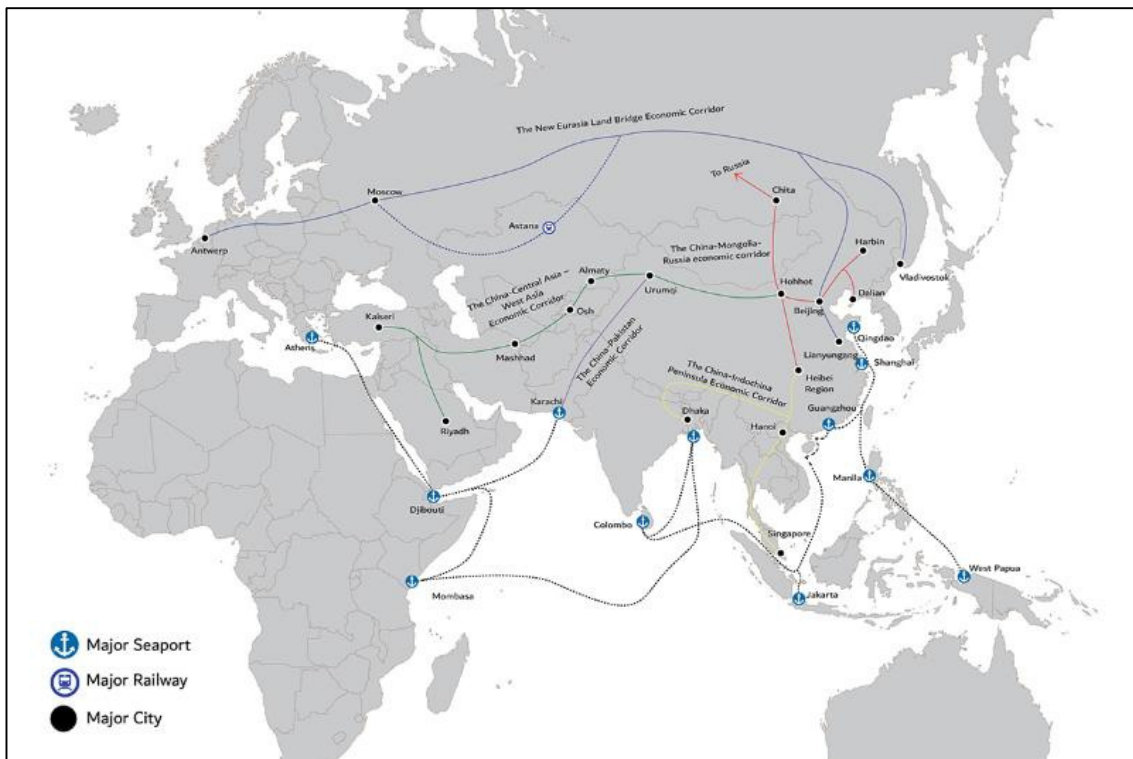 The New Eurasia Land Bridge Economic Corridor
To Russia
Moscow
Chita
Astana
Antwerp
Harbin
The China-Mongolia-
Russia economic corridor
Vladivostok
Almaty
Urumqi
Hohhot
Dalian
Beijing
The China-Central Asia –
West Asia
Economic Corridor
Osh
Kaiseri
Qingdao
Athens
Mashhad
Lianyungang
Shanghai
The China-Pakistan
Economic Corridor
The China-Indochina
Peninsula Economic Corridor
Heibei
Region
Karachi
Dhaka
Guangzhou
Riyadh
Hanoi
Manila
Djibouti
Colombo
Singapore
West Papua
Mombasa
Jakarta
Major Seaport
Major Railway
Major City